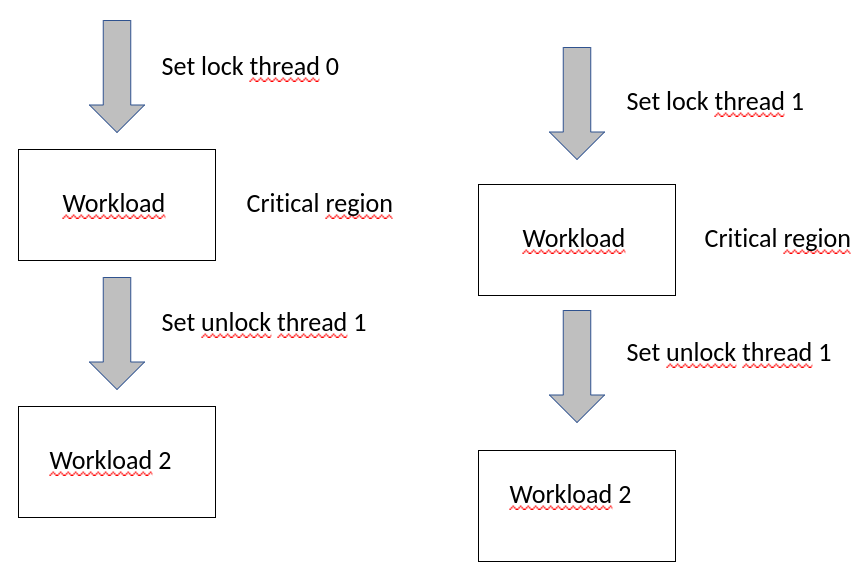 Set lock thread 0
Workload
Critical region
Set unlock thread 1
Workload 2
Set lock thread 1
Workload
Critical region
Set unlock thread 1
Workload 2